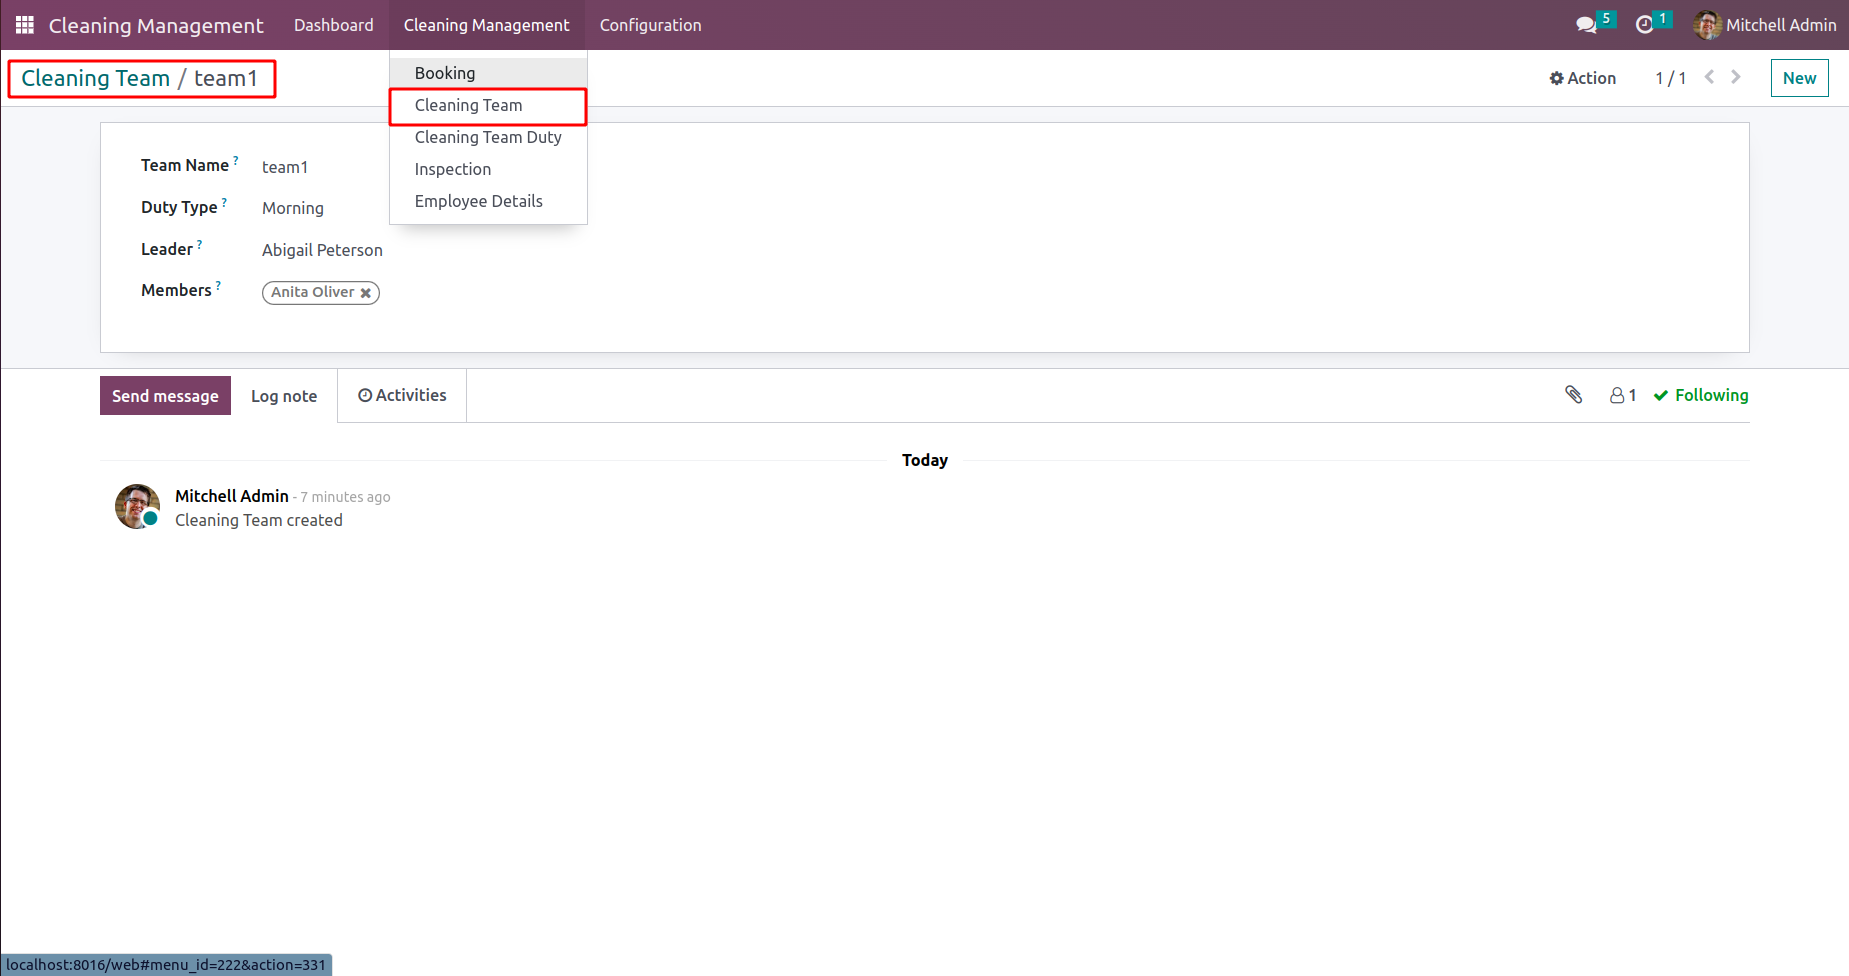 Cleaning Management Dashboard Cleaning Management Configuration 5 1 Mitchell Admin
Cleaning Team / team1
Action 1 / 1 New
Booking
Cleaning Team
Cleaning Team Duty
Inspection
Employee Details
Team Name ? team1
Duty Type ? Morning
Leader ? Abigail Peterson
Members ? Anita Oliver
Send message Log note Activities 1 Following
Today
Mitchell Admin - 7 minutes ago
Cleaning Team created
localhost:8016/web#menu_id=222&action=331